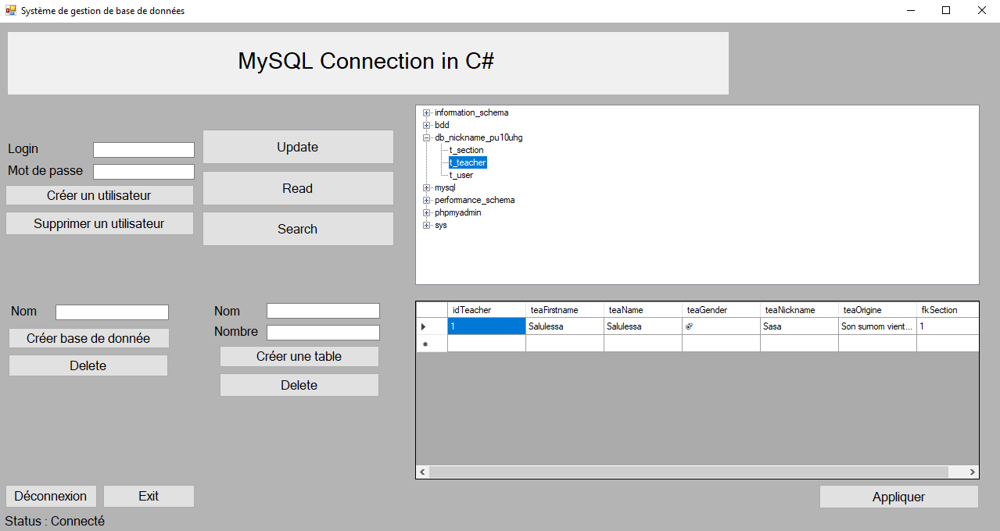 Système de gestion de base de données
MySQL Connection in C#
Login
Mot de passe
Créer un utilisateur
Supprimer un utilisateur
Update
Read
Search
information_schema
bdd
db_nickname_pu10uhg
t_section
t_teacher
t_user
mysql
performance_schema
phpmyadmin
sys
Nom
Créer base de donnée
Delete
Nom
Nombre
Créer une table
Delete
idTeacher teaFirstname teaName teaGender teaNickname teaOrigine fkSection
1 Salulessa Salulessa Sasa Son surnom vient... 1
Déconnexion Exit
Appliquer
Status : Connecté